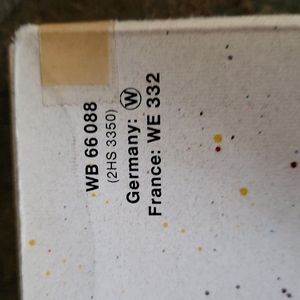 WB 66 088
(2HS 3350)
Germany: Ⓦ
France: WE 332